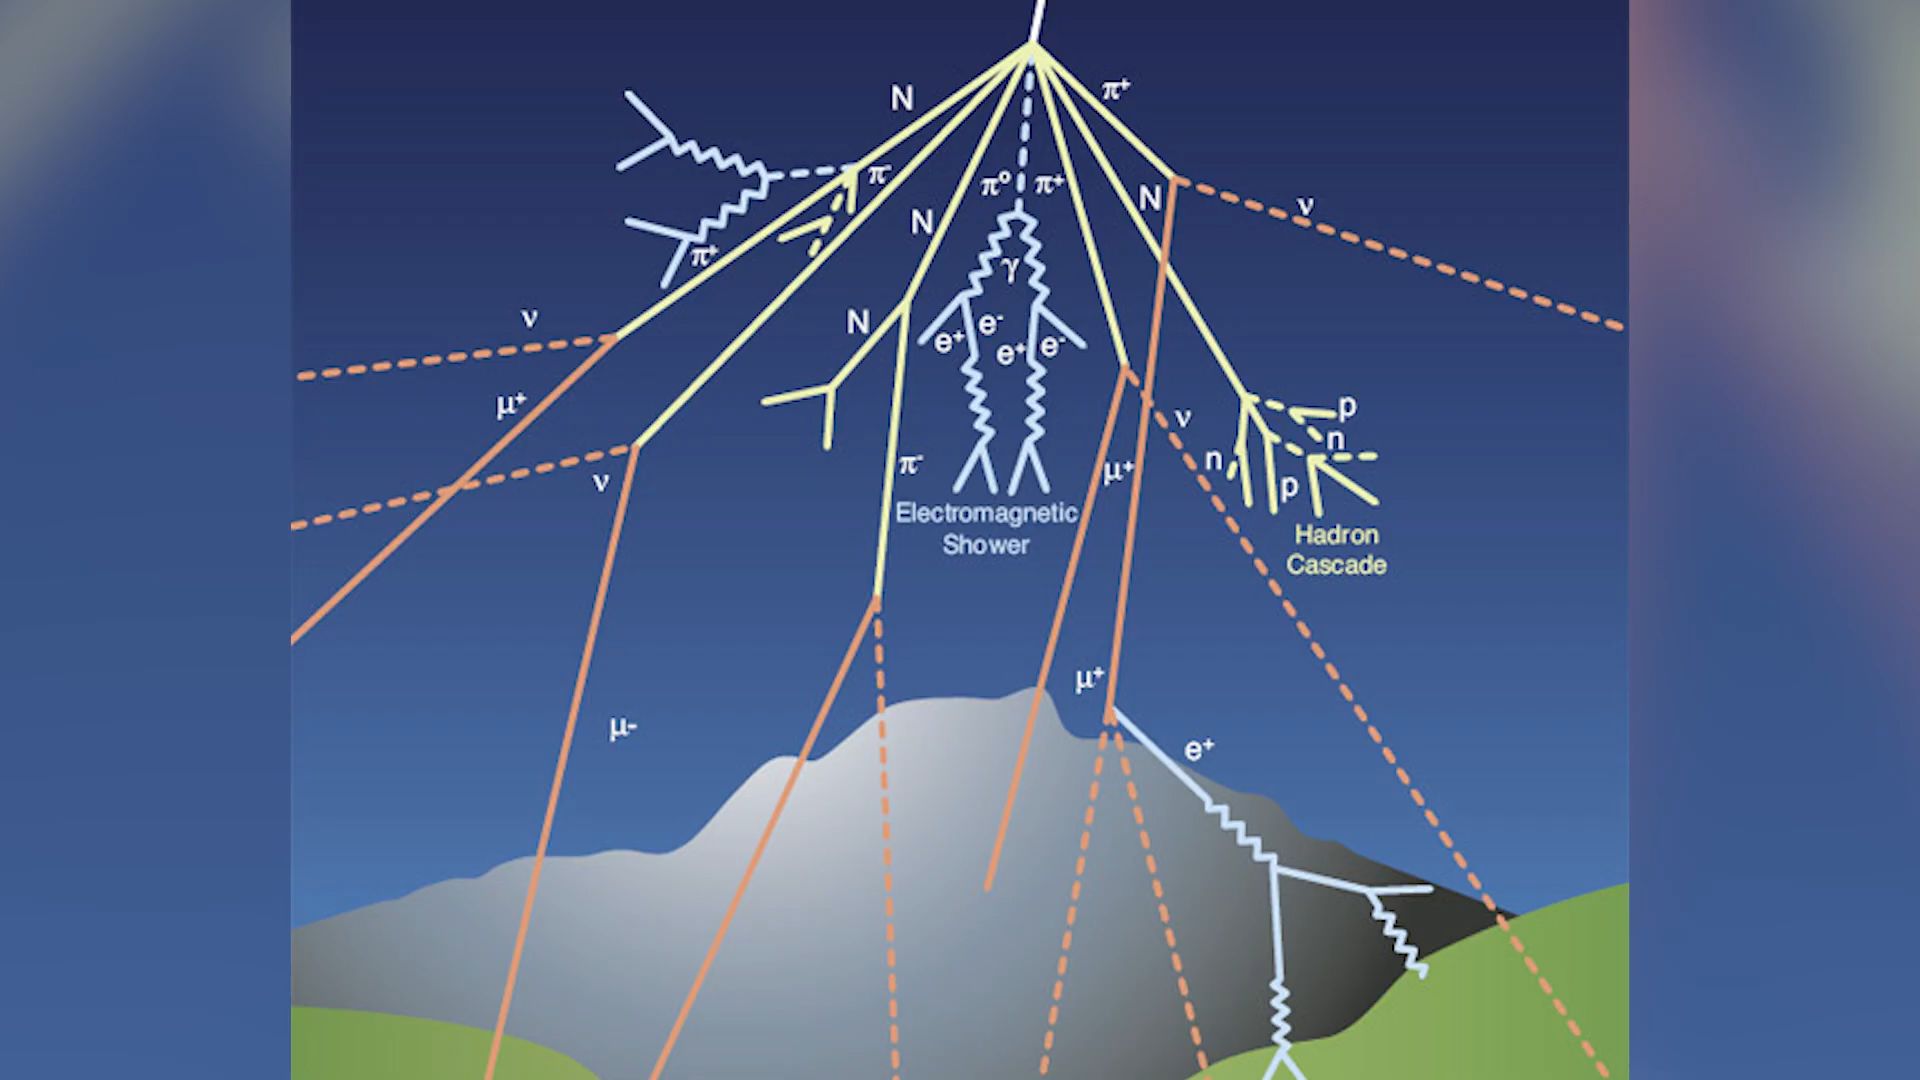 π+
N
π-
π°
π+
N
ν
N
π+
γ
ν
N
e-
e+
e+
e-
μ+
p
ν
n
π-
n
μ+
ν
p
Electromagnetic
Shower
Hadron
Cascade
μ+
μ-
e+